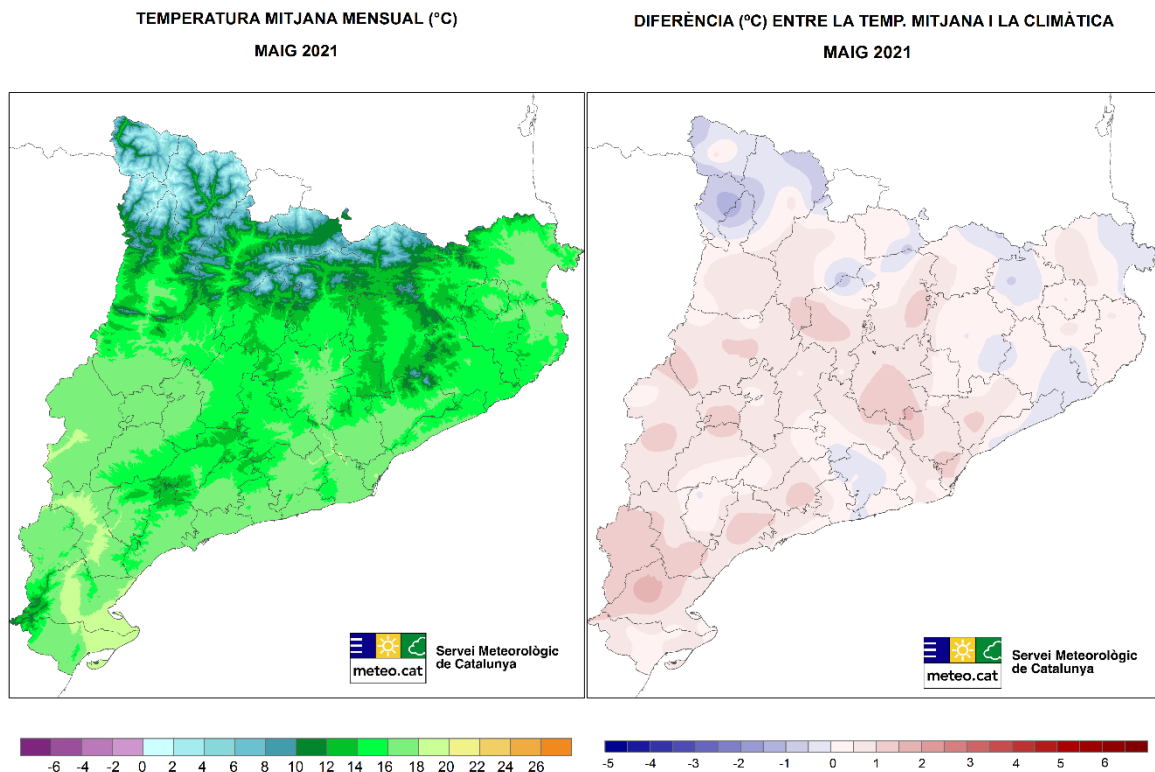 TEMPERATURA MITJANA MENSUAL (°C)
MAIG 2021
DIFERÈNCIA (ºC) ENTRE LA TEMP. MITJANA I LA CLIMÀTICA
MAIG 2021
meteo.cat
Servei Meteorològic
de Catalunya
meteo.cat
Servei Meteorològic
de Catalunya
-6 -4 -2 0 2 4 6 8 10 12 14 16 18 20 22 24 26
-5 -4 -3 -2 -1 0 1 2 3 4 5 6